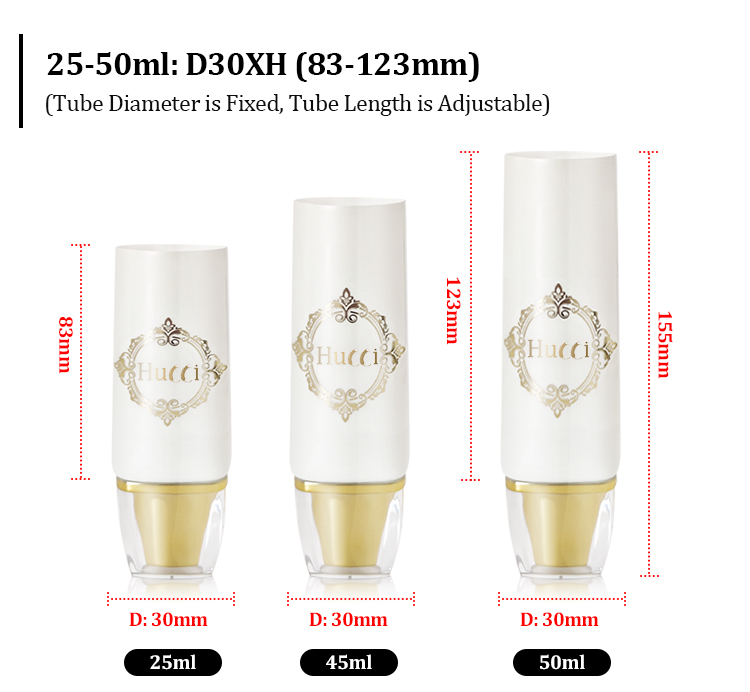 25-50ml: D30XH (83-123mm)
(Tube Diameter is Fixed, Tube Length is Adjustable)
83mm
Hucci
Hucci
123mm
Hucci
155mm
D: 30mm
D: 30mm
D: 30mm
25ml
45ml
50ml